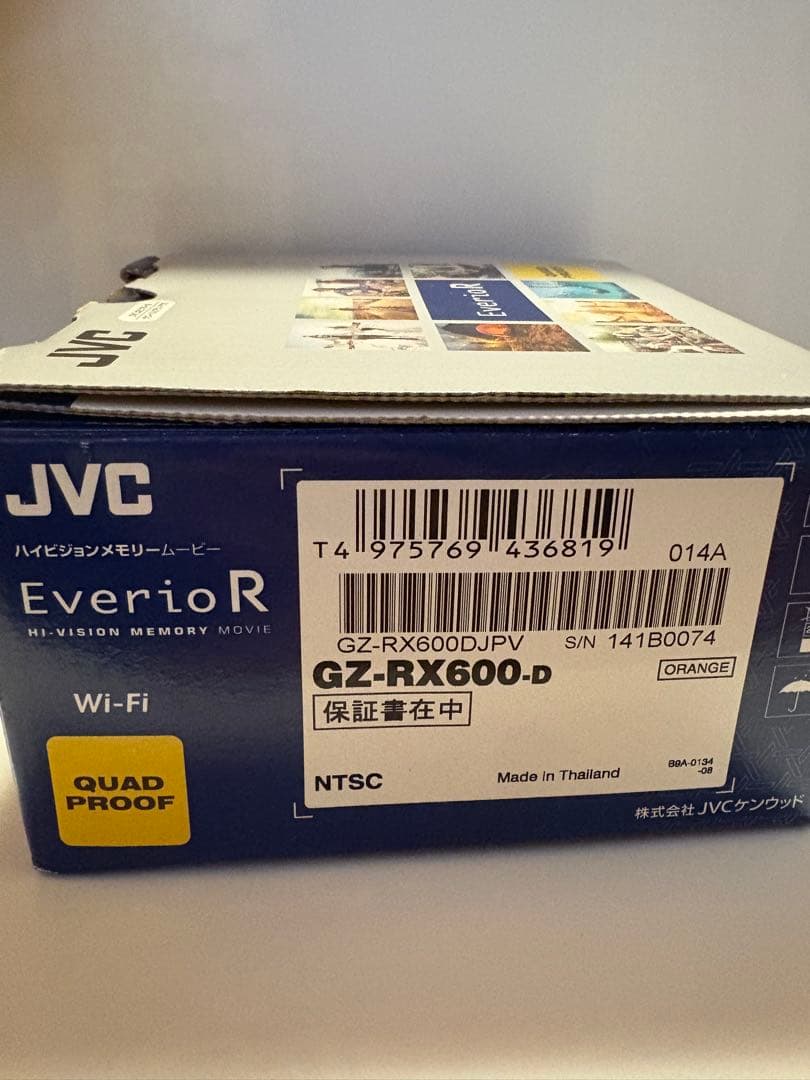 EverioR
JVC
JVC
ハイビジョンメモリームービー
EverioR
HI-VISION MEMORY MOVIE
Wi-Fi
QUAD
PROOF
T4 975769 436819
014A
GZ-RX600DJPV S/N 141B0074
GZ-RX600-D
ORANGE
保証書在中
NTSC
Made in Thailand
B9A-0134
-08
株式会社JVCケンウッド